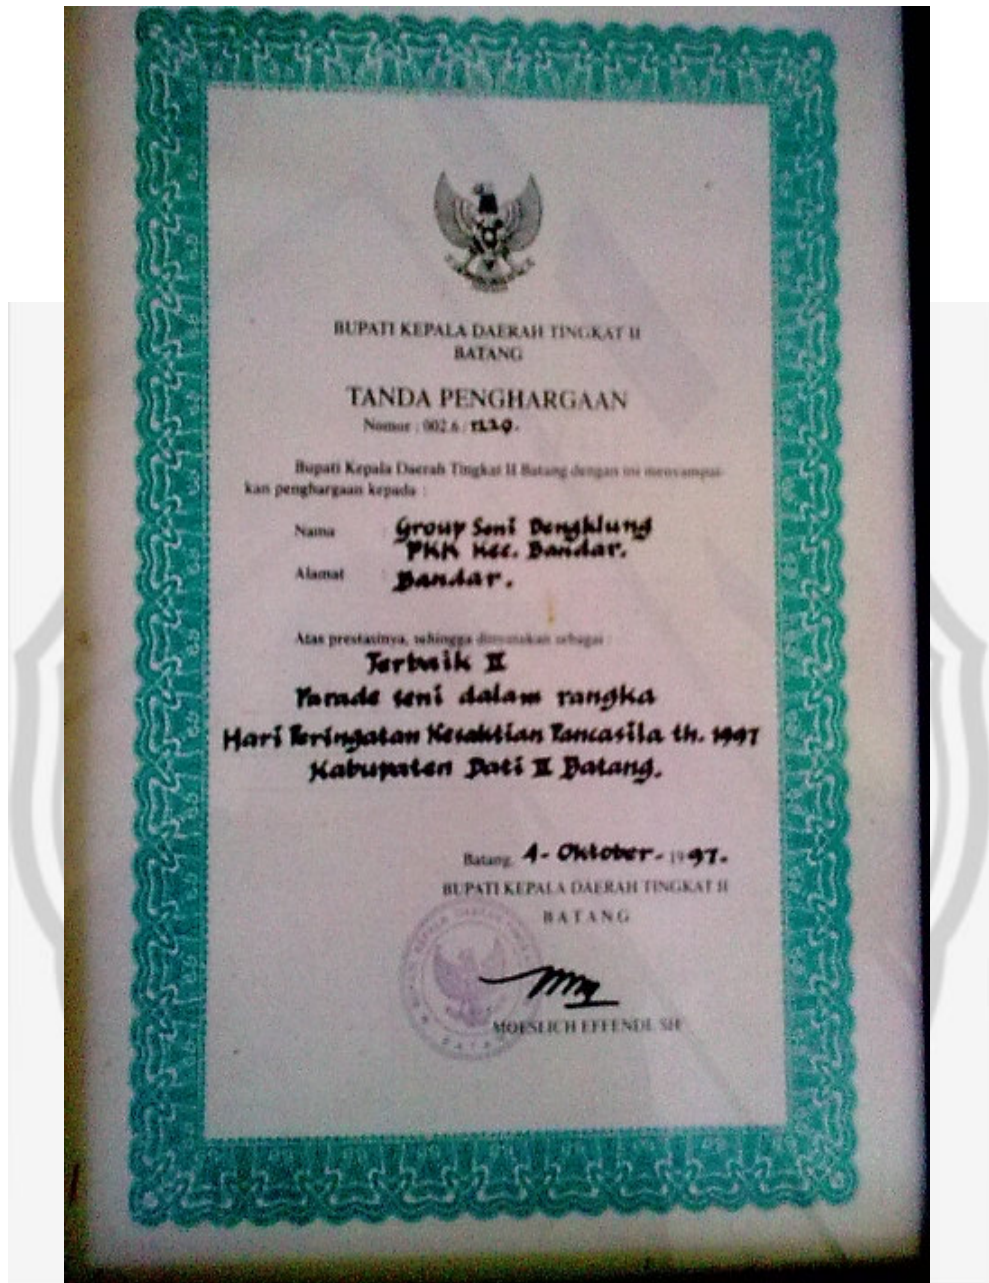 BUPATI KEPALA DAERAH TINGKAT II
BATANG
TANDA PENGHARGAAN
Nomor : 002.6 /
Bupati Kepala Daerah Tingkat II Batang dengan ini menyampai-
kan penghargaan kepada :
Nama : Group Seni Dengklung
PKK Kec. Bandar.
Alamat : Bandar.
Atas prestasinya, sehingga dinyatakan sebagai :
Terbaik II
Parade seni dalam rangka
Hari Peringatan Kesaktian Pancasila th. 1997
Kabupaten Dati II Batang.
Batang, Oktober - 1997.
BUPATI KEPALA DAERAH TINGKAT II
BATANG
MOESLICH EFFENDI, SH